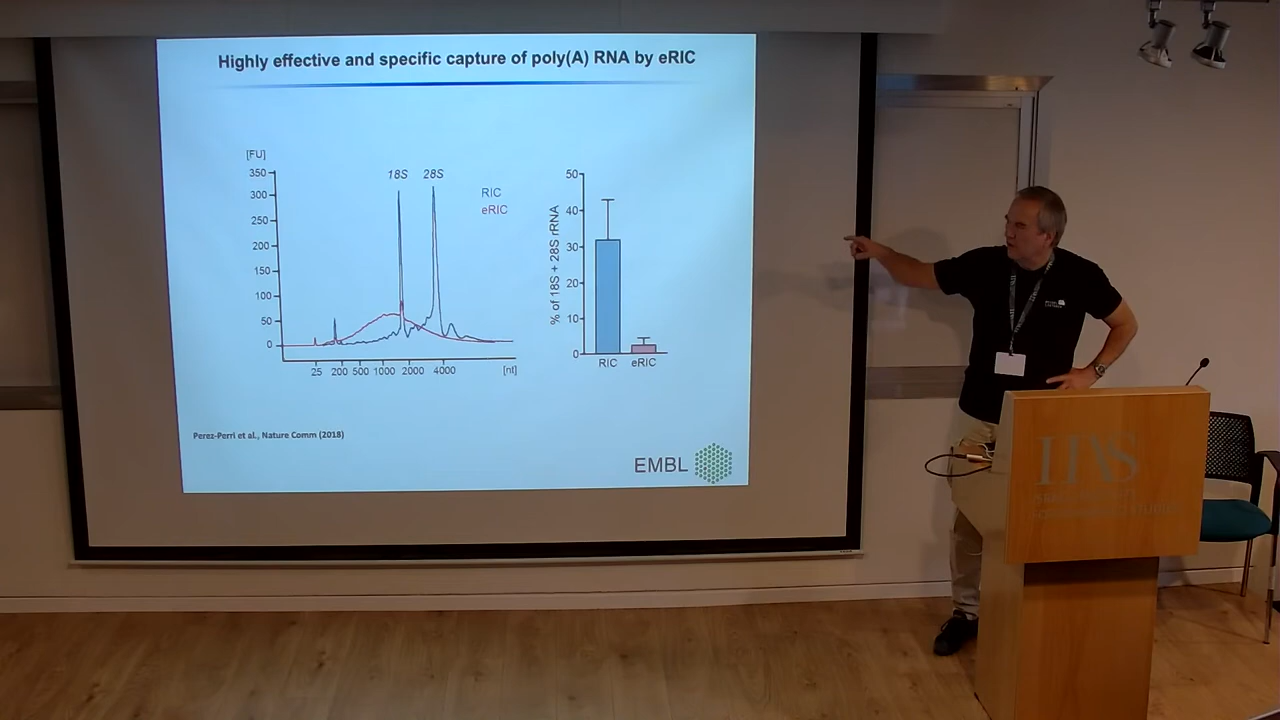 Highly effective and specific capture of poly(A) RNA by eRIC
[FU]
350
300
250
200
150
100
50
0
18S 28S
RIC
eRIC
25 200 500 1000 2000 4000 [nt]
% of 18S + 28S rRNA
50
40
30
20
10
0
RIC eRIC
Perez-Perri et al., Nature Comm (2018)
EMBL
IIAS